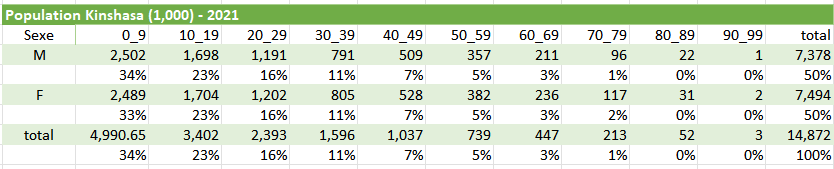 Population Kinshasa (1,000) - 2021
Sexe 0_9 10_19 20_29 30_39 40_49 50_59 60_69 70_79 80_89 90_99 total
M 2,502 1,698 1,191 791 509 357 211 96 22 1 7,378
34% 23% 16% 11% 7% 5% 3% 1% 0% 0% 50%
F 2,489 1,704 1,202 805 528 382 236 117 31 2 7,494
33% 23% 16% 11% 7% 5% 3% 2% 0% 0% 50%
total 4,990.65 3,402 2,393 1,596 1,037 739 447 213 52 3 14,872
34% 23% 16% 11% 7% 5% 3% 1% 0% 0% 100%